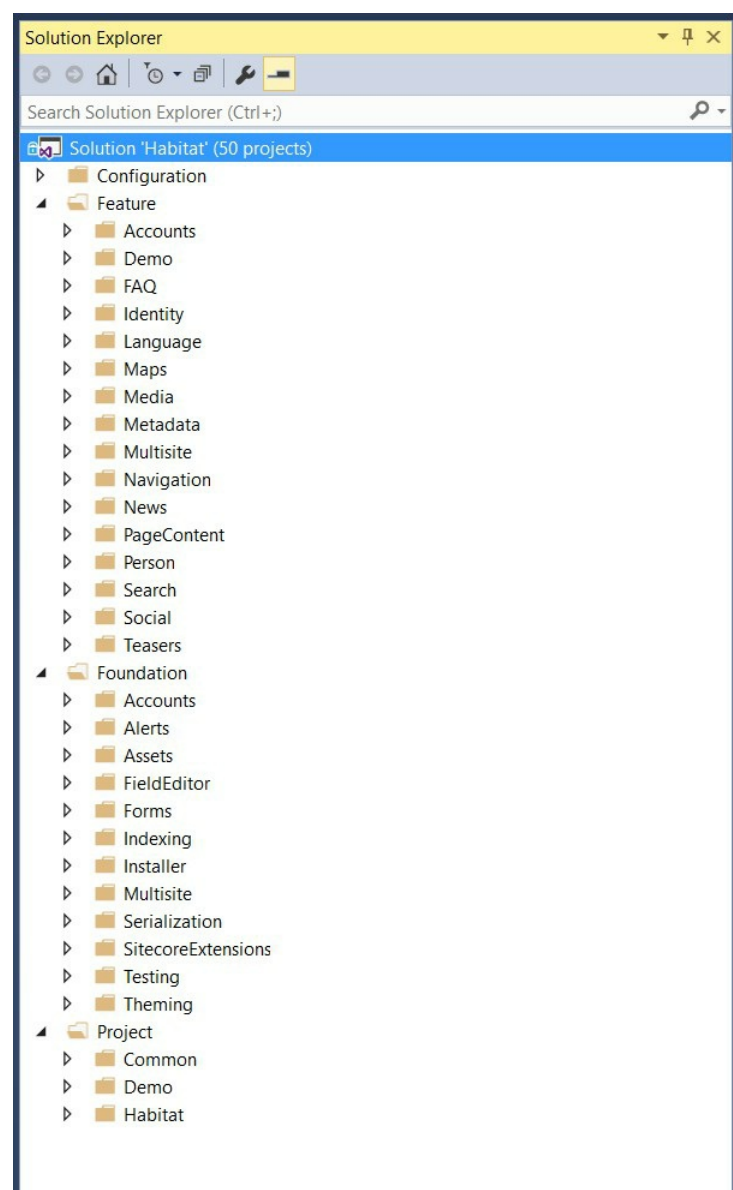 Solution Explorer
Search Solution Explorer (Ctrl+;)
Solution 'Habitat' (50 projects)
Configuration
Feature
Accounts
Demo
FAQ
Identity
Language
Maps
Media
Metadata
Multisite
Navigation
News
PageContent
Person
Search
Social
Teasers
Foundation
Accounts
Alerts
Assets
FieldEditor
Forms
Indexing
Installer
Multisite
Serialization
SitecoreExtensions
Testing
Theming
Project
Common
Demo
Habitat